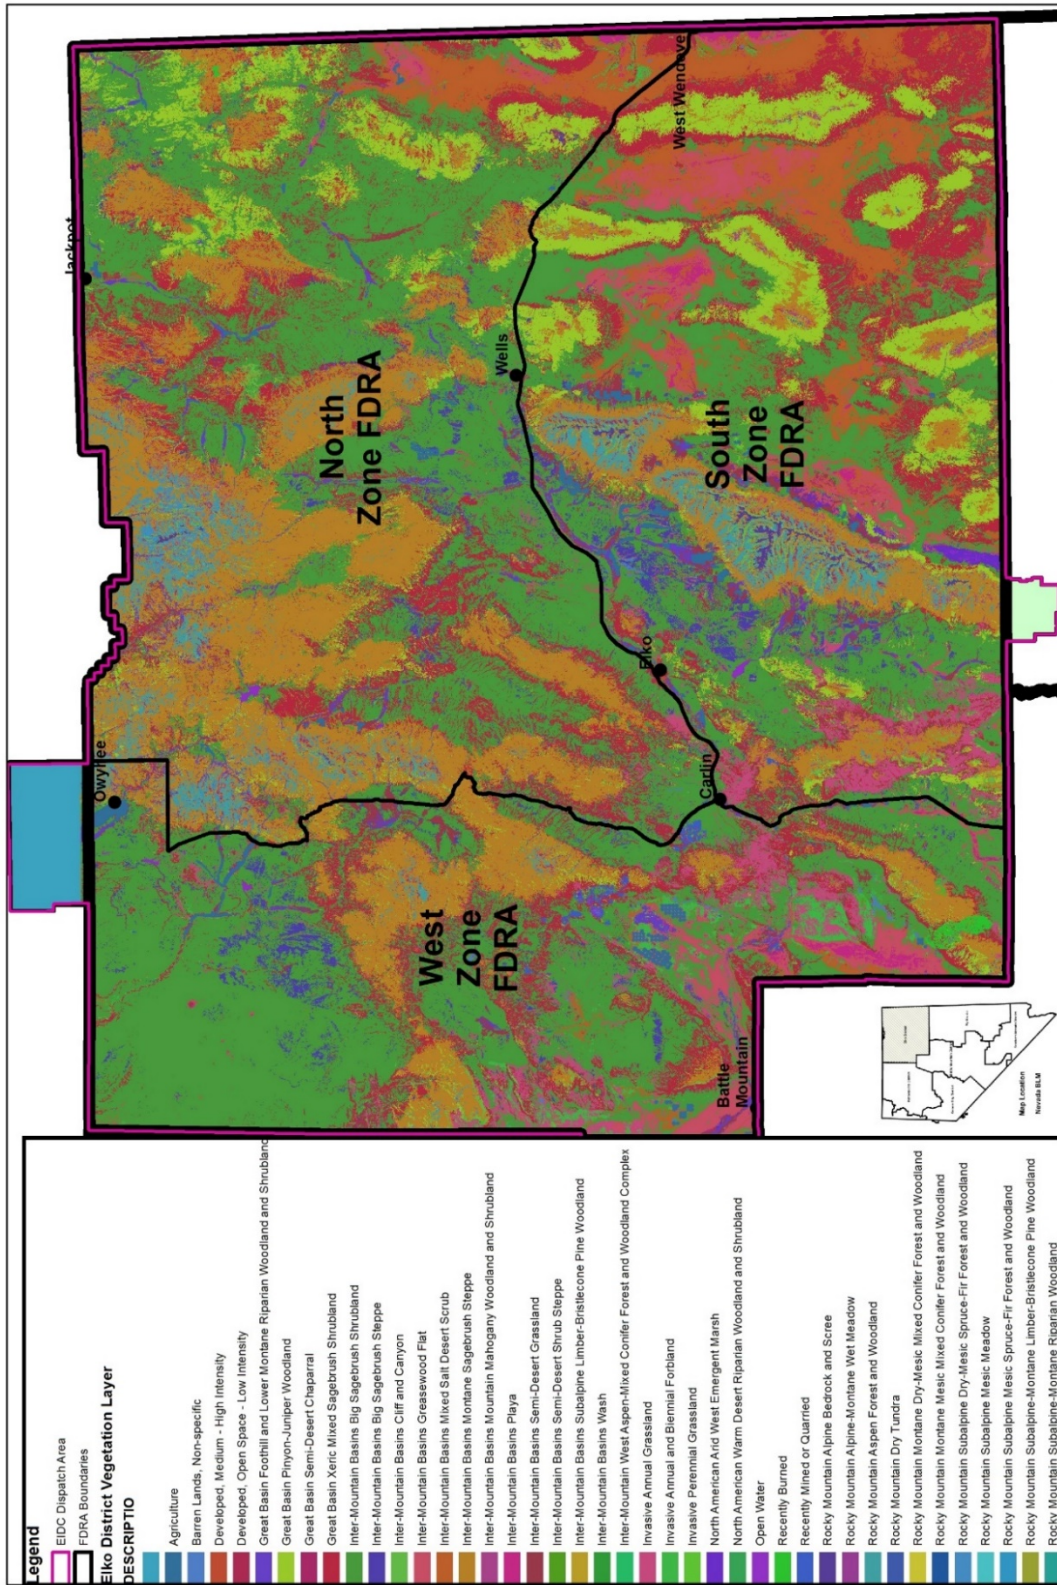 Legend
EIDC Dispatch Area
FDRA Boundaries
Elko District Vegetation Layer
DESCRIPTIO
Agriculture
Barren Lands, Non-specific
Developed, Medium - High Intensity
Developed, Open Space - Low Intensity
Great Basin Foothill and Lower Montane Riparian Woodland and Shrubland
Great Basin Pinyon-Juniper Woodland
Great Basin Semi-Desert Chaparral
Great Basin Xeric Mixed Sagebrush Shrubland
Inter-Mountain Basins Big Sagebrush Shrubland
Inter-Mountain Basins Big Sagebrush Steppe
Inter-Mountain Basins Cliff and Canyon
Inter-Mountain Basins Greasewood Flat
Inter-Mountain Basins Mixed Salt Desert Scrub
Inter-Mountain Basins Montane Sagebrush Steppe
Inter-Mountain Basins Mountain Mahogany Woodland and Shrubland
Inter-Mountain Basins Playa
Inter-Mountain Basins Semi-Desert Grassland
Inter-Mountain Basins Semi-Desert Shrub Steppe
Inter-Mountain Basins Subalpine Limber-Bristlecone Pine Woodland
Inter-Mountain Basins Wash
Inter-Mountain West Aspen-Mixed Conifer Forest and Woodland Complex
Invasive Annual Grassland
Invasive Annual and Biennial Forbland
Invasive Perennial Grassland
North American Arid West Emergent Marsh
North American Warm Desert Riparian Woodland and Shrubland
Open Water
Recently Burned
Recently Mined or Quarried
Rocky Mountain Alpine Bedrock and Scree
Rocky Mountain Alpine-Montane Wet Meadow
Rocky Mountain Aspen Forest and Woodland
Rocky Mountain Dry Tundra
Rocky Mountain Montane Dry-Mesic Mixed Conifer Forest and Woodland
Rocky Mountain Montane Mesic Mixed Conifer Forest and Woodland
Rocky Mountain Subalpine Dry-Mesic Spruce-Fir Forest and Woodland
Rocky Mountain Subalpine Mesic Meadow
Rocky Mountain Subalpine Mesic Spruce-Fir Forest and Woodland
Rocky Mountain Subalpine-Montane Limber-Bristlecone Pine Woodland
Rocky Mountain Subalpine-Montane Riparian Woodland
Owyhee
Jackpot
North
Zone FDRA
West
Zone
FDRA
Wells
West Wendove
Elko
South
Zone
FDRA
Carlin
Battle
Mountain
Map Location
Nevada BLM